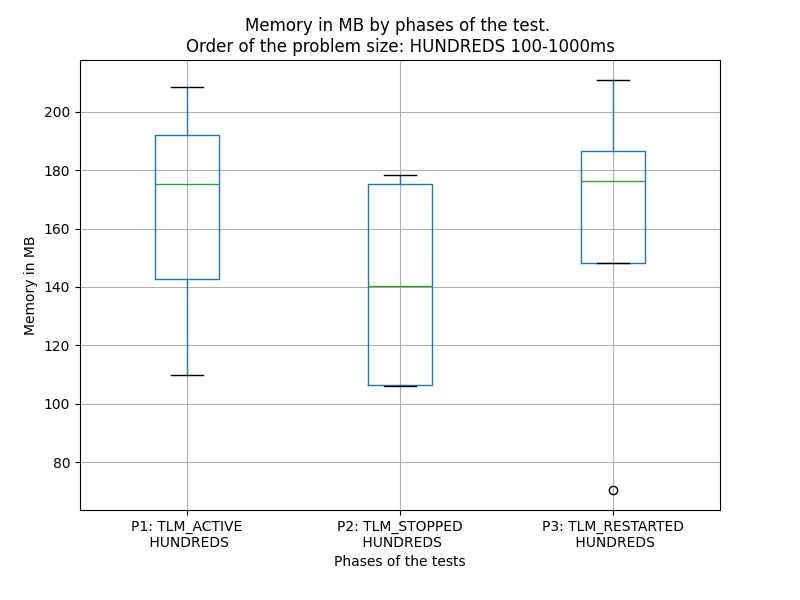 Memory in MB by phases of the test.
Order of the problem size: HUNDREDS 100-1000ms
Memory in MB
200
180
160
140
120
100
80
P1: TLM_ACTIVE
HUNDREDS
P2: TLM_STOPPED
HUNDREDS
P3: TLM_RESTARTED
HUNDREDS
Phases of the tests